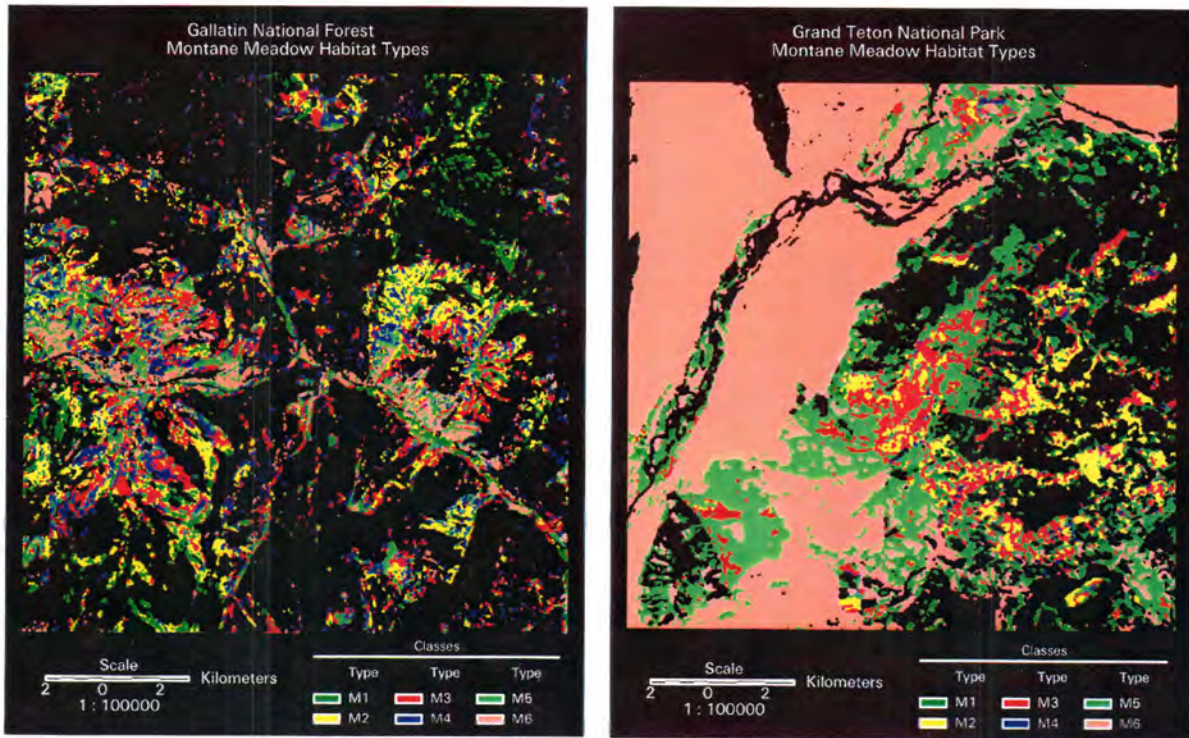 Gallatin National Forest
Montane Meadow Habitat Types
Scale
2 0 2 Kilometers
1 : 100000
Classes
Type Type Type
M1 M3 M5
M2 M4 M6
Grand Teton National Park
Montane Meadow Habitat Types
Scale
2 0 2 Kilometers
1 : 100000
Classes
Type Type Type
M1 M3 M5
M2 M4 M6